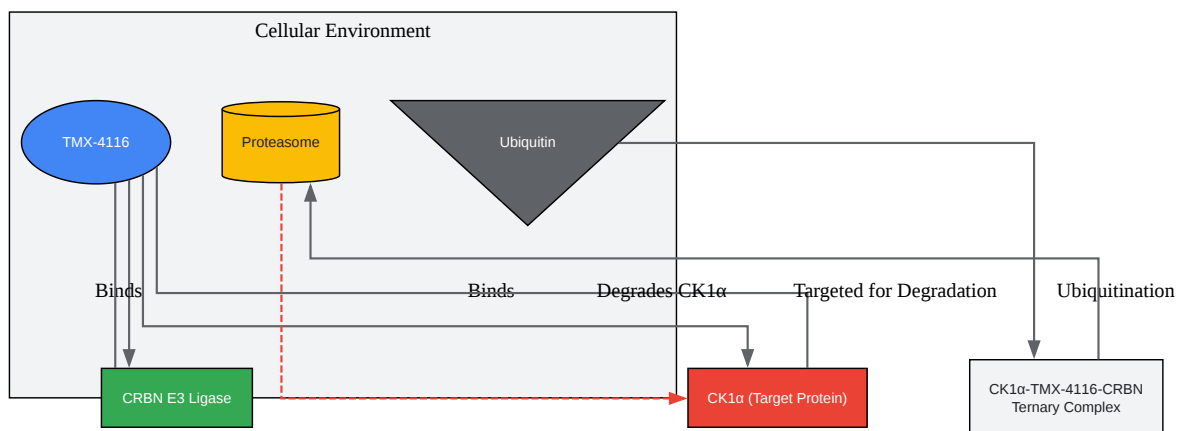 Cellular Environment
TMX-4116
Proteasome
Ubiquitin
Binds
Binds
Degrades CK1α
Targeted for Degradation
Ubiquitination
CRBN E3 Ligase
CK1α (Target Protein)
CK1α-TMX-4116-CRBN
Ternary Complex